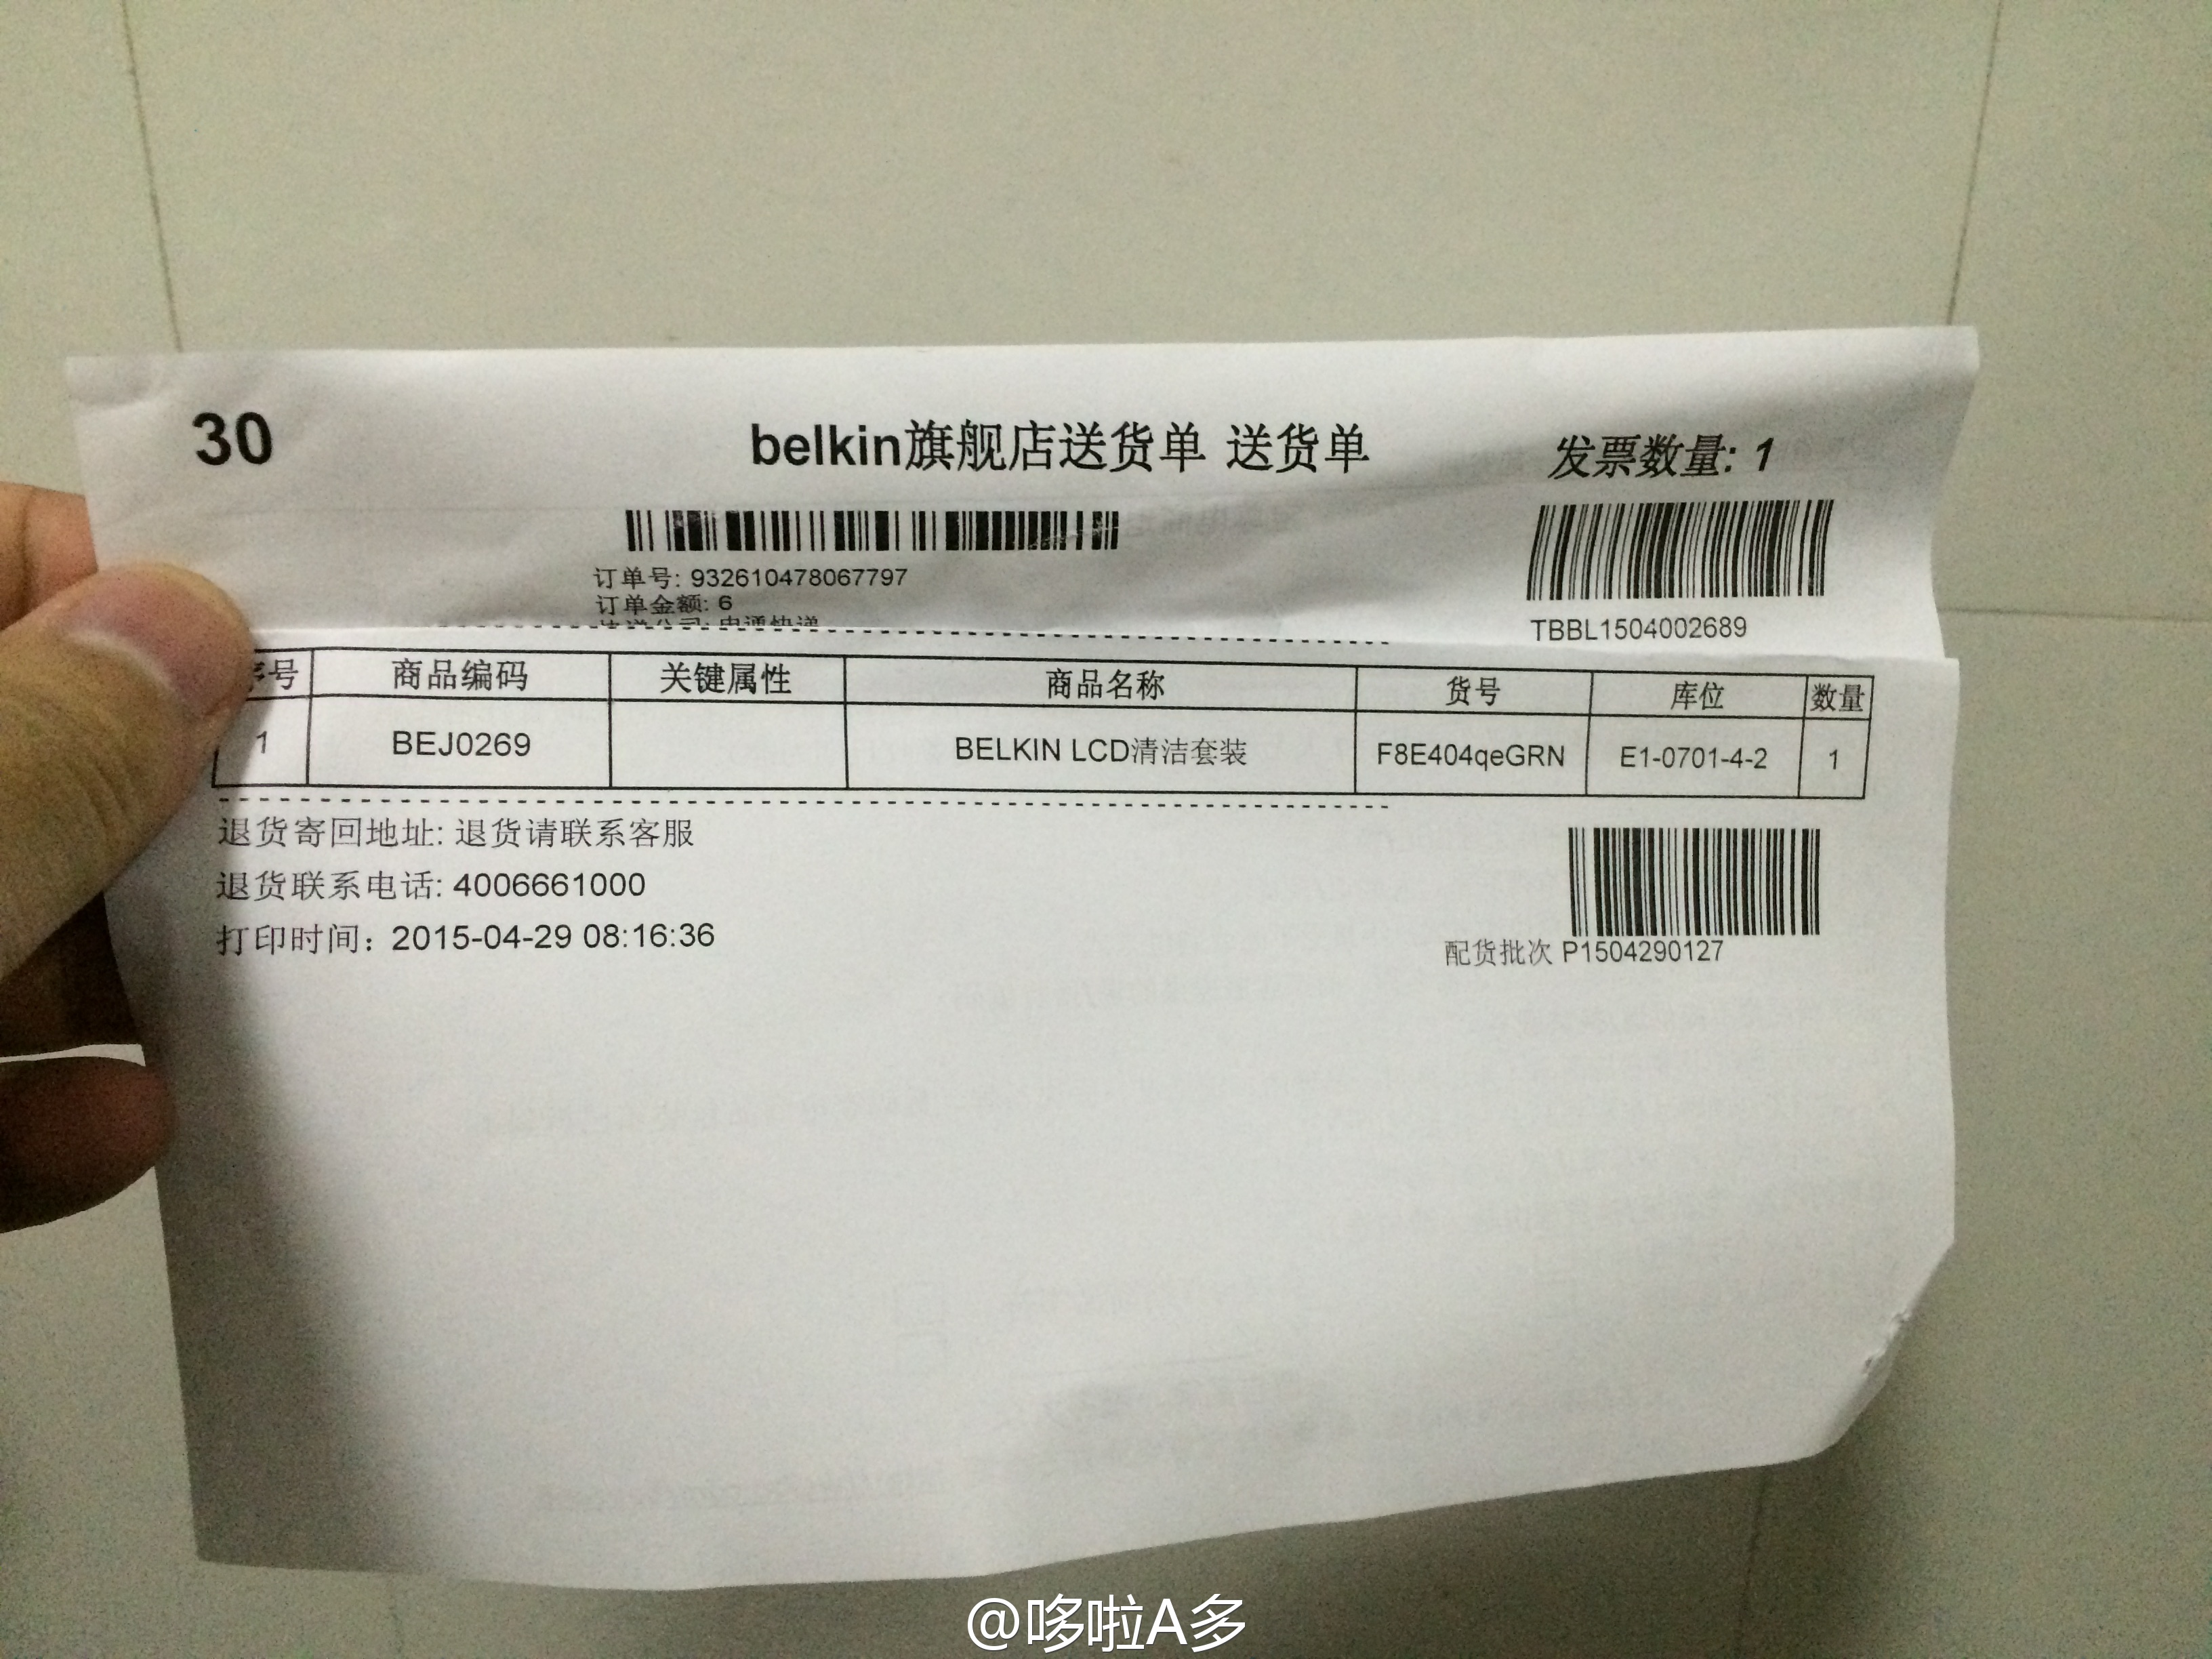 30
belkin旗舰店送货单 送货单
发票数量: 1
订单号: 932610478067797
订单金额: 6
TBBL1504002689
序号 商品编码 关键属性 商品名称 货号 库位 数量
1 BEJ0269 BELKIN LCD清洁套装 F8E404qeGRN E1-0701-4-2 1
退货寄回地址: 退货请联系客服
退货联系电话: 4006661000
打印时间: 2015-04-29 08:16:36
配货批次 P1504290127
@哆啦A多